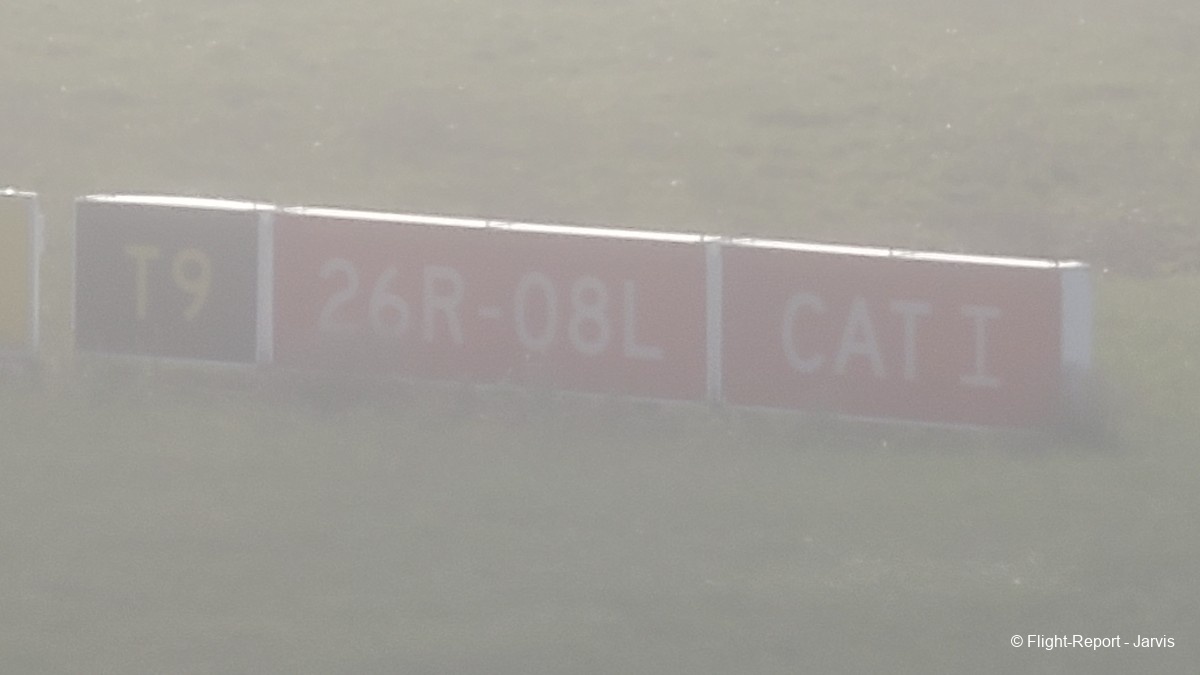 T9 26R-08L CAT I
© Flight-Report - Jarvis